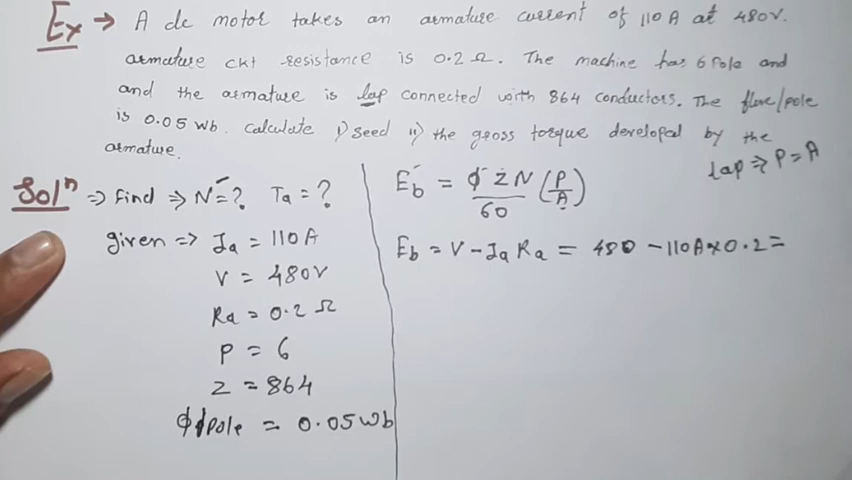 Ex → A dc motor takes an armature current of 110 A at 480V.
armature ckt resistance is 0.2 Ω. The machine has 6 Pole and
and the armature is lap connected with 864 conductors. The flux/pole
is 0.05 Wb. Calculate i) Seed ii) the gross torque developed by the
armature.
lap ⇒ P = A
Solⁿ ⇒ Find ⇒ N = ? Ta = ?
given ⇒ Ia = 110 A
V = 480V
Ra = 0.2 Ω
P = 6
Z = 864
ϕ/Pole = 0.05 Wb
Eb = ϕ Z N / 60 (P/A)
Eb = V - Ia Ra = 480 - 110A × 0.2 =